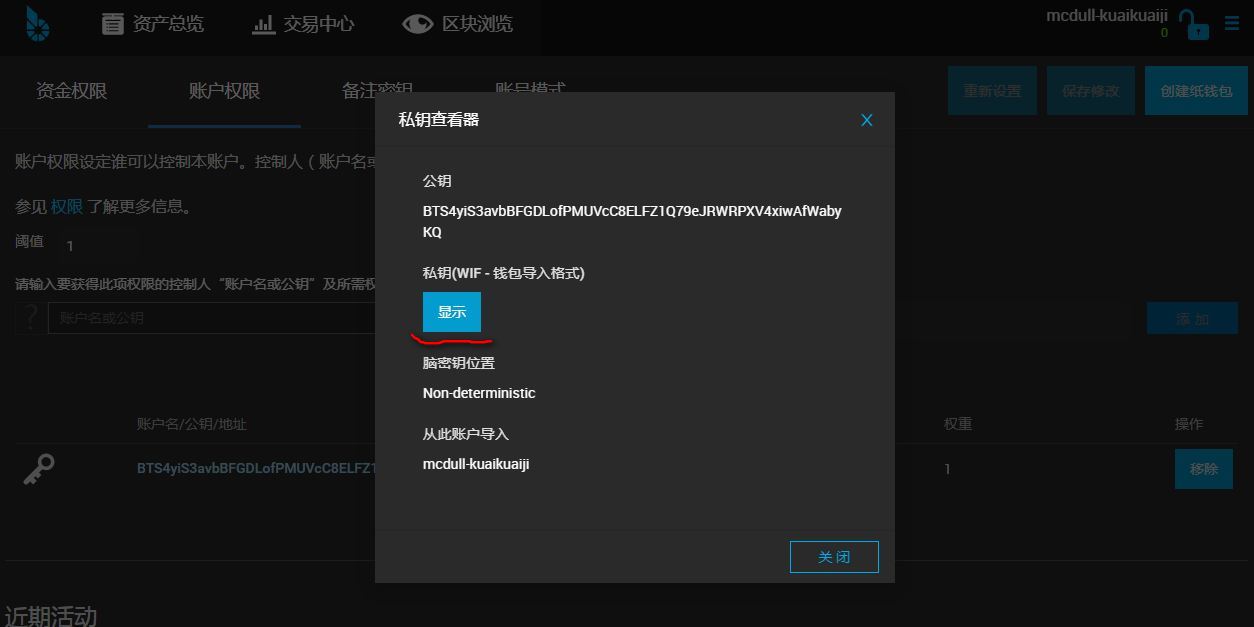 资产总览
交易中心
区块浏览
mcdull-kuaikuaiji
0
资金权限
账户权限
备注密钥
账号模式
重新设置
保存修改
创建纸钱包
私钥查看器
X
账户权限设定谁可以控制本账户。控制人（账户名或
参见 权限 了解更多信息。
阈值
1
请输入要获得此项权限的控制人“账户名或公钥”及所需权
?
账户名或公钥
添 加
公钥
BTS4yiS3avbBFGDLofPMUVcC8ELFZ1Q79eJRWRPXV4xiwAfWaby
KQ
私钥(WIF - 钱包导入格式)
显示
脑密钥位置
Non-deterministic
从此账户导入
mcdull-kuaikuaiji
账户名/公钥/地址
权重
操作
BTS4yiS3avbBFGDLofPMUVcC8ELFZ1
1
移除
关 闭
近期活动